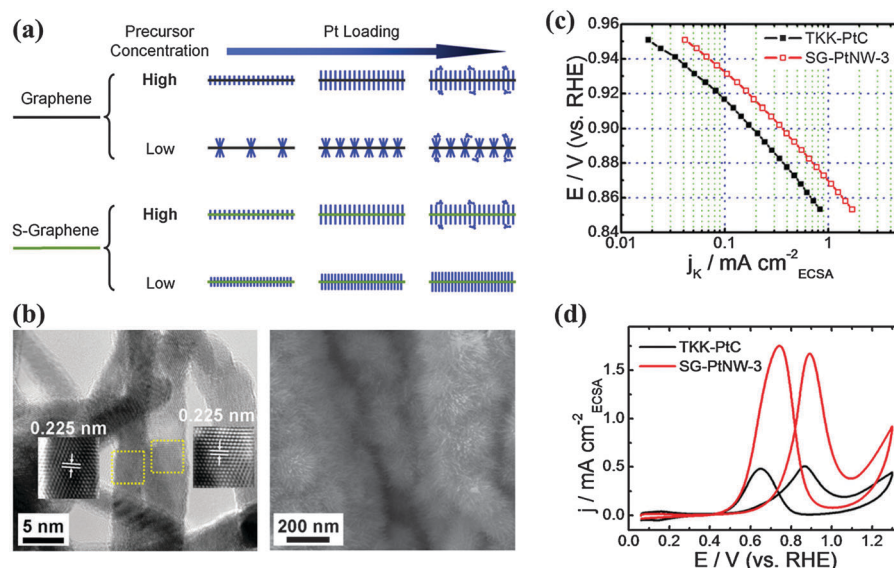 (a)
Precursor
Concentration
Pt Loading
Graphene
High
Low
S-Graphene
High
Low
(b)
0.225 nm
0.225 nm
5 nm
200 nm
(c)
TKK-PtC
SG-PtNW-3
E / V (vs. RHE)
0.96
0.94
0.92
0.90
0.88
0.86
0.84
0.01
0.1
1
jK / mA cm-2ECSA
(d)
TKK-PtC
SG-PtNW-3
j / mA cm-2ECSA
1.5
1.0
0.5
0.0
0.0 0.2 0.4 0.6 0.8 1.0 1.2
E / V (vs. RHE)